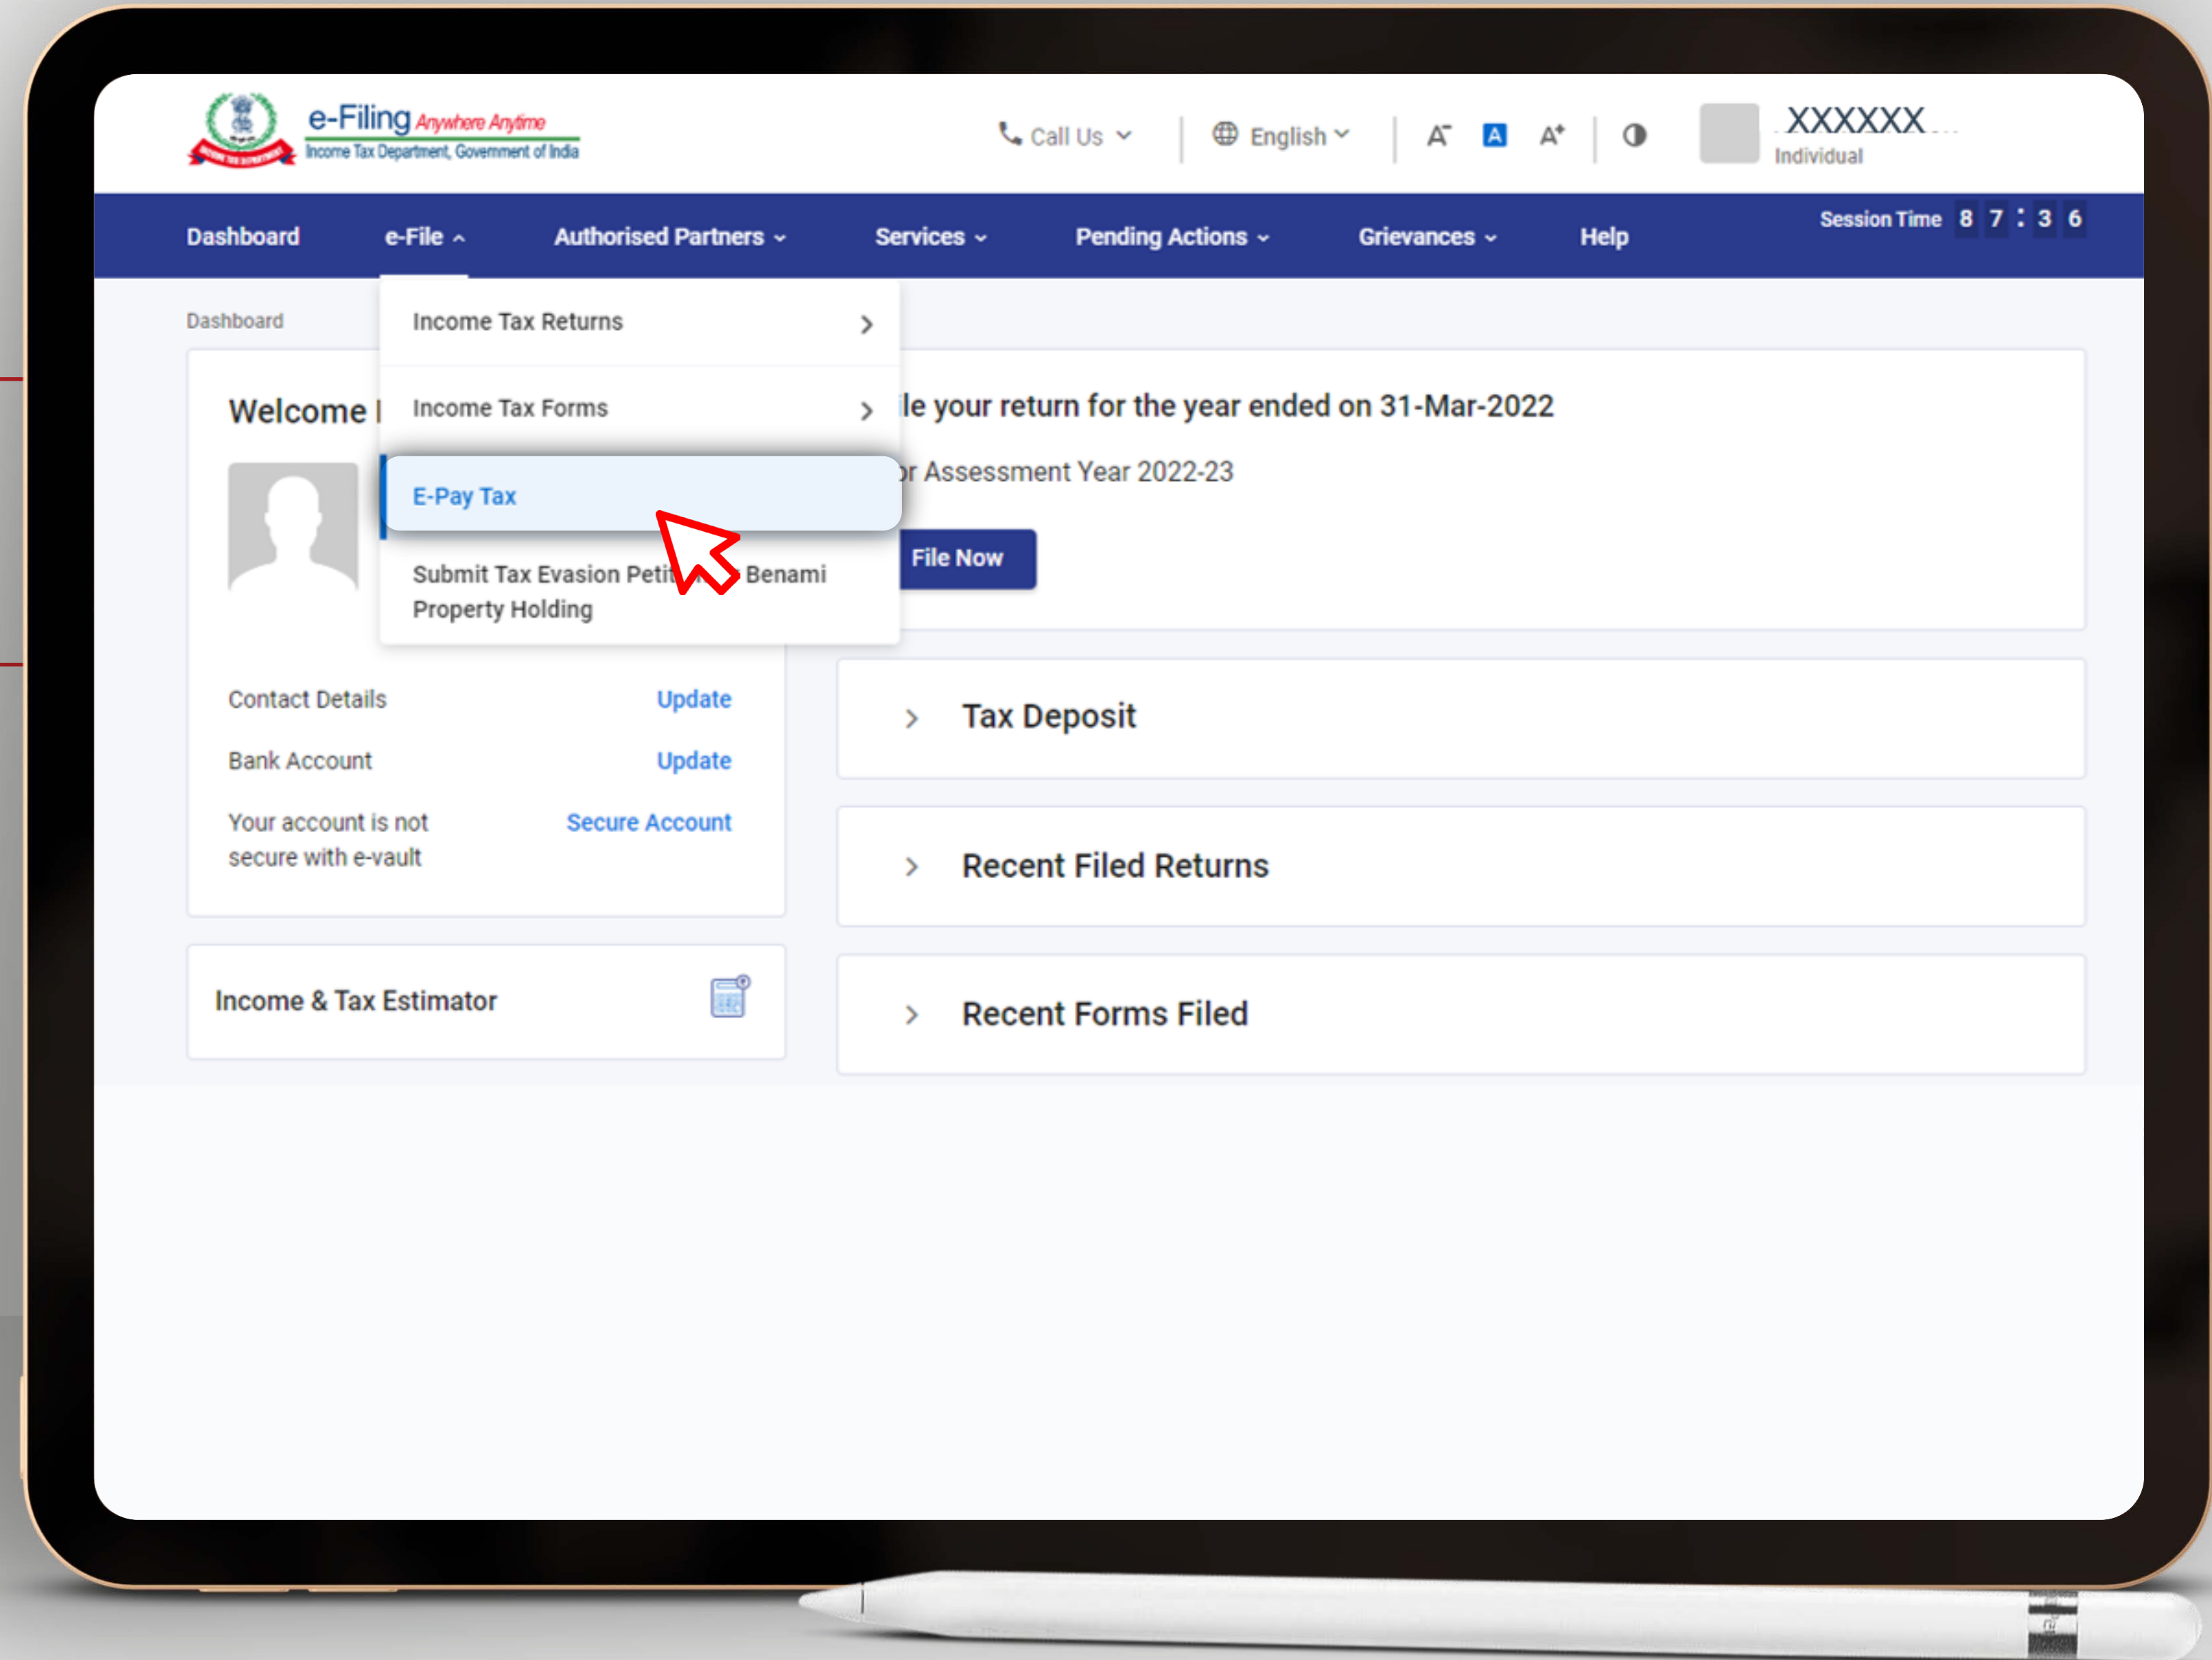 e-Filing Anywhere Anytime
Income Tax Department, Government of India
Call Us
English
A-
A
A+
XXXXXX
Individual
Dashboard
e-File
Authorised Partners
Services
Pending Actions
Grievances
Help
Session Time 8 7 : 3 6
Dashboard
Income Tax Returns
Income Tax Forms
E-Pay Tax
Submit Tax Evasion Benami
Property Holding
Welcome
le your return for the year ended on 31-Mar-2022
or Assessment Year 2022-23
File Now
Contact Details
Update
Bank Account
Update
Your account is not
secure with e-vault
Secure Account
Income & Tax Estimator
Tax Deposit
Recent Filed Returns
Recent Forms Filed